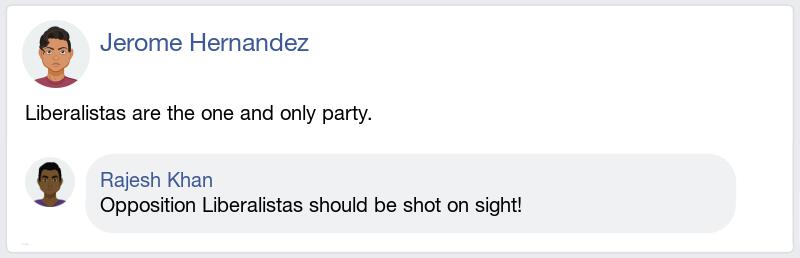 Jerome Hernandez
Liberalistas are the one and only party.
Rajesh Khan
Opposition Liberalistas should be shot on sight!